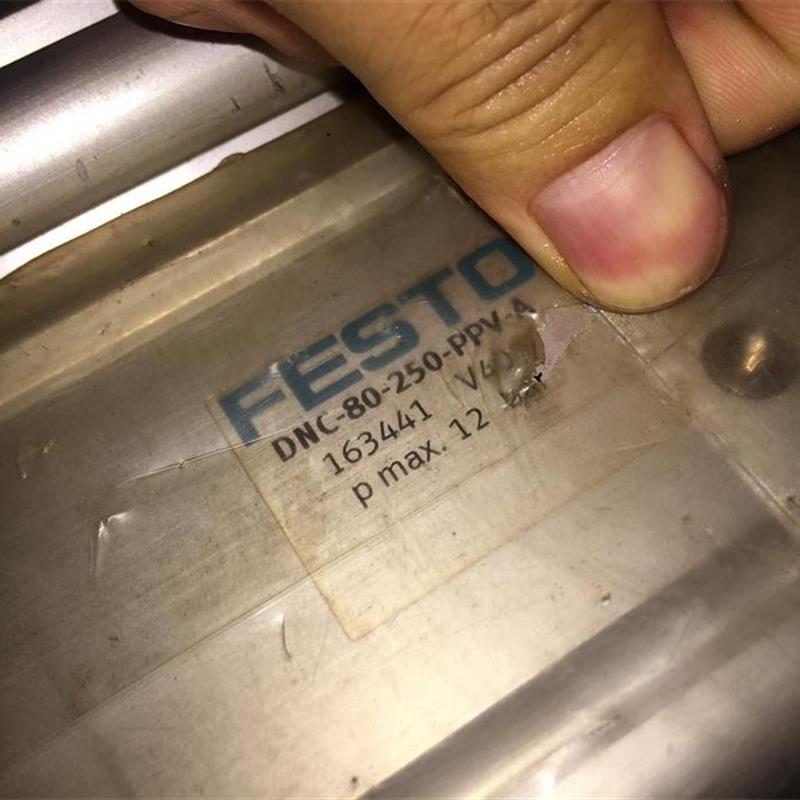 FESTO
DNC-80-250-PPV-A
163441
p max. 12